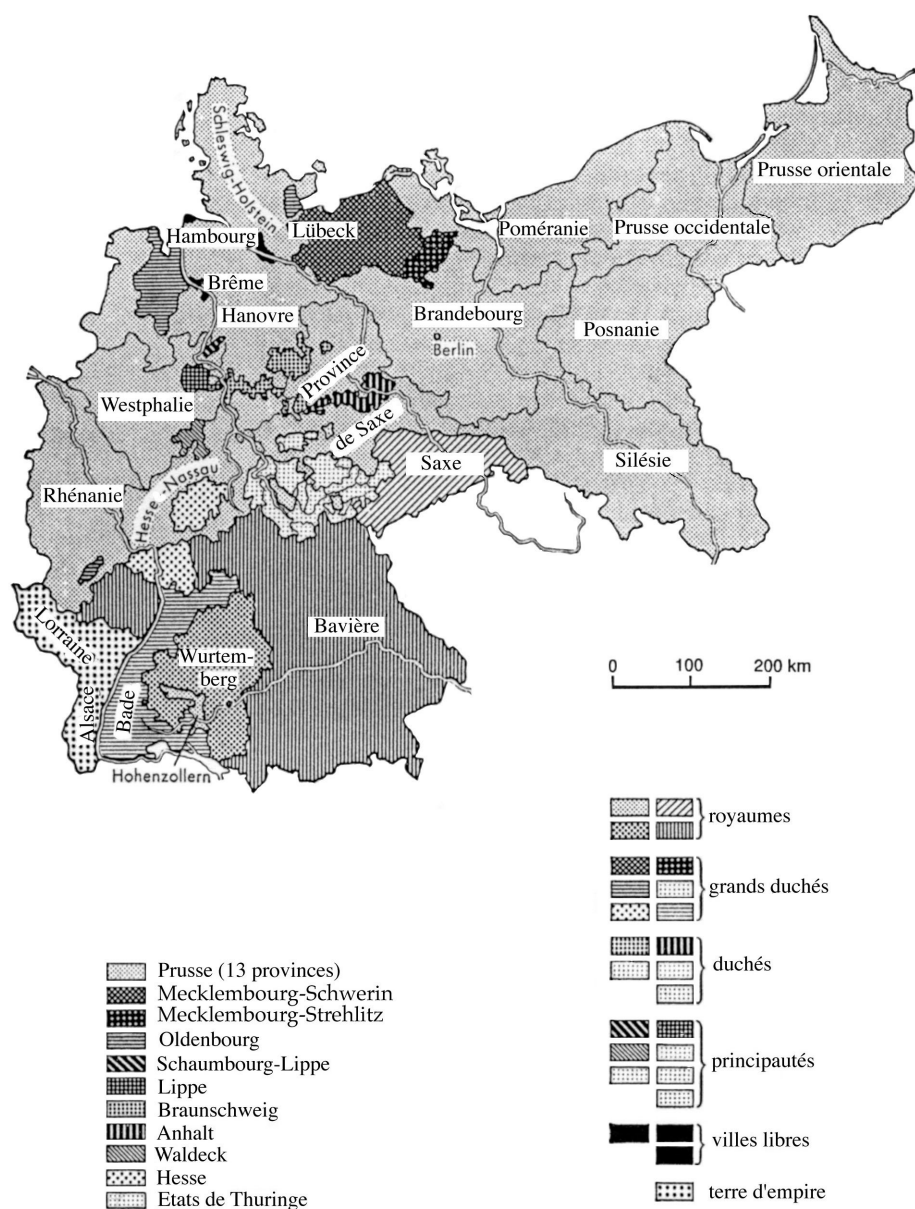 Schleswig-Holstein
Prusse orientale
Hambourg
Lübeck
Poméranie
Prusse occidentale
Brême
Hanovre
Brandebourg
Posnanie
Berlin
Province
de Saxe
Westphalie
Saxe
Silésie
Rhénanie
Hesse-Nassau
Lorraine
Bavière
Wurtem-
berg
Alsace
Bade
Hohenzollern
0 100 200 km
royaumes
grands duchés
duchés
principautés
villes libres
terre d'empire
Prusse (13 provinces)
Mecklembourg-Schwerin
Mecklembourg-Strehlitz
Oldenbourg
Schaumbourg-Lippe
Lippe
Braunschweig
Anhalt
Waldeck
Hesse
Etats de Thuringe